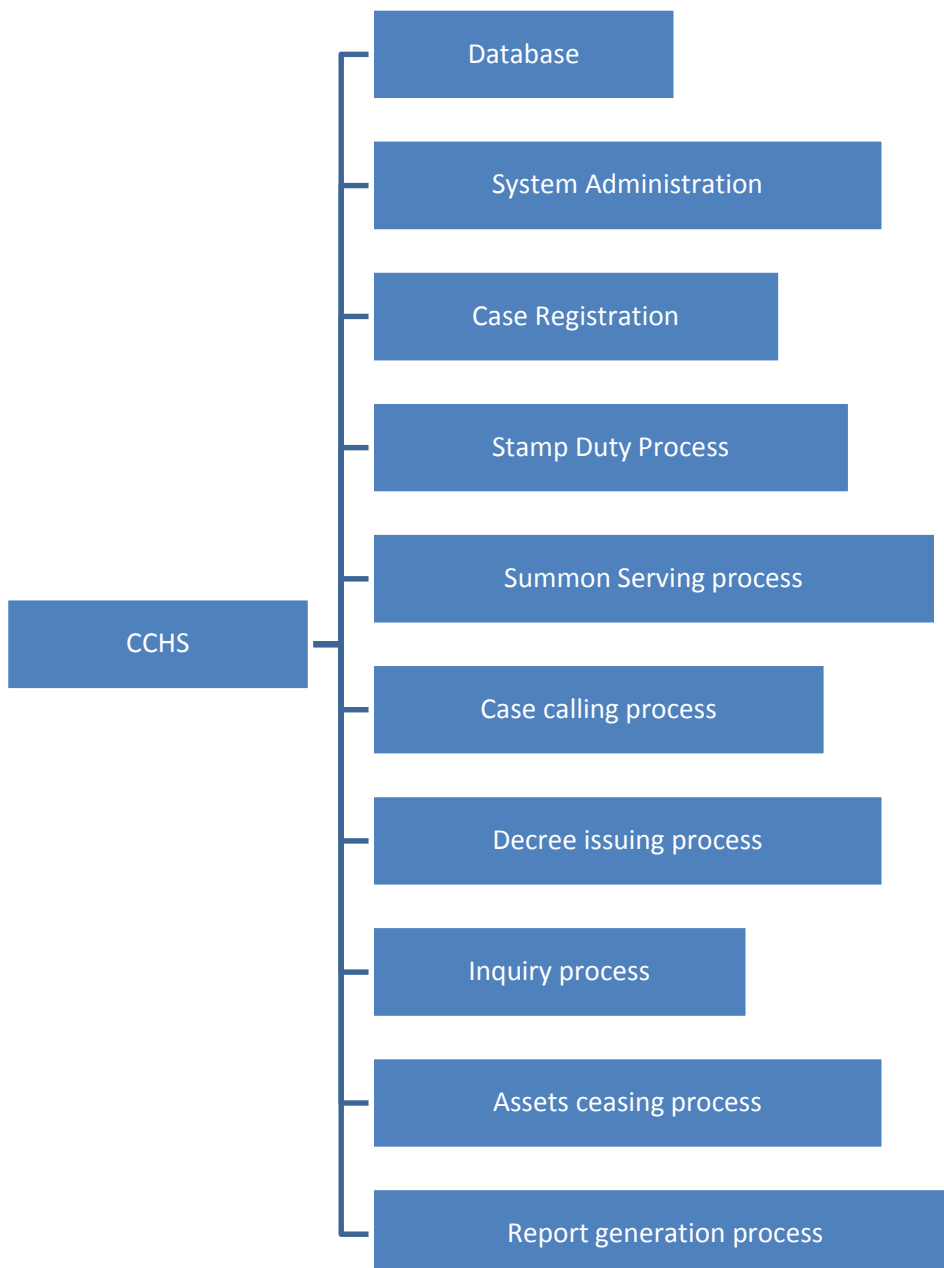 Database
System Administration
Case Registration
Stamp Duty Process
Summon Serving process
CCHS
Case calling process
Decree issuing process
Inquiry process
Assets ceasing process
Report generation process